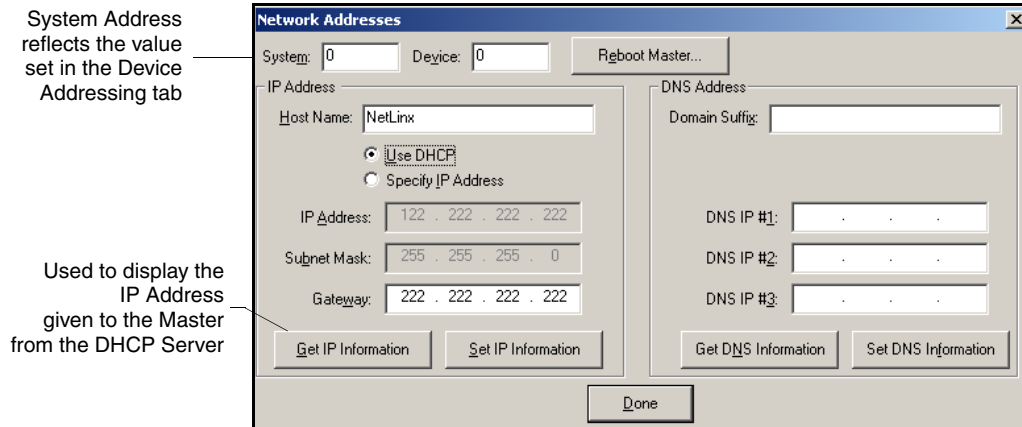 System Address
reflects the value
set in the Device
Addressing tab
Network Addresses
System: 0 Device: 0 Reboot Master...
IP Address
Host Name: NetLinx
Use DHCP
Specify IP Address
IP Address: 122 . 222 . 222 . 222
Subnet Mask: 255 . 255 . 255 . 0
Gateway: 222 . 222 . 222 . 222
Get IP Information Set IP Information
DNS Address
Domain Suffix:
DNS IP #1: . . .
DNS IP #2: . . .
DNS IP #3: . . .
Get DNS Information Set DNS Information
Done
Used to display the
IP Address
given to the Master
from the DHCP Server